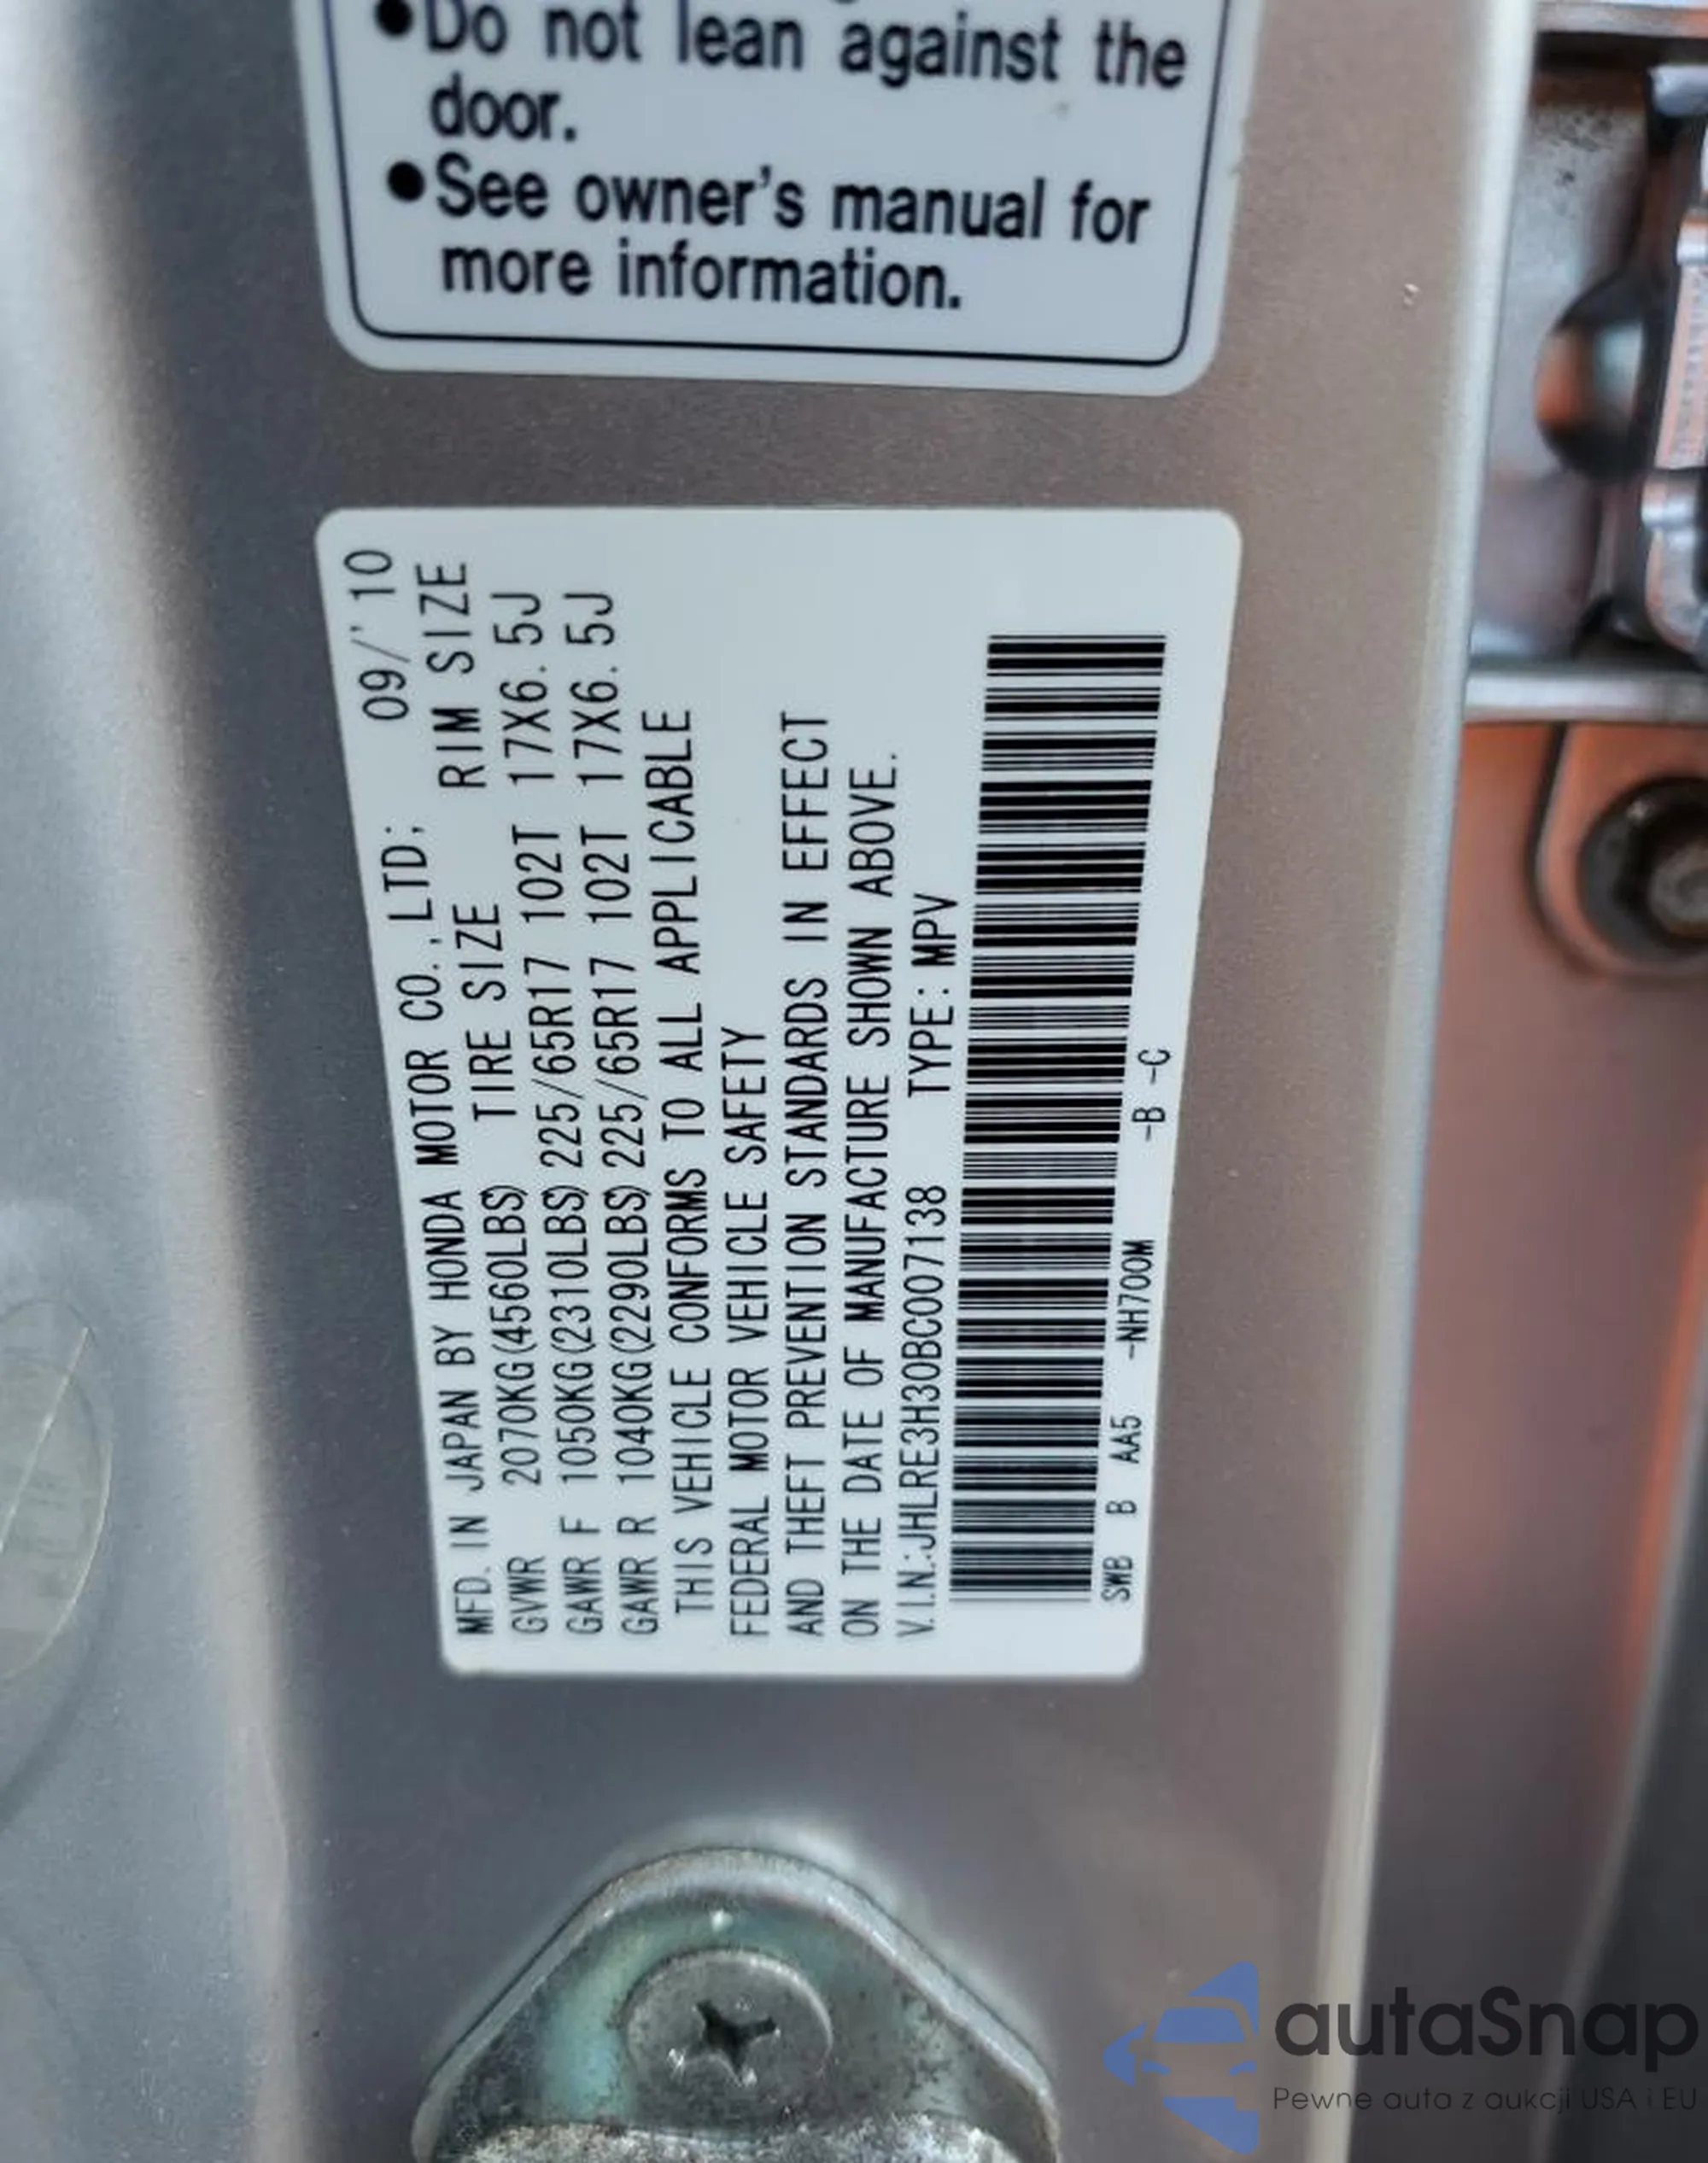 ●Do not lean against the
door.
●See owner's manual for
more information.
MFD. IN JAPAN BY HONDA MOTOR CO.,LTD; 09/'10
TIRE SIZE RIM SIZE
GVWR 2070KG(4560LBS)
GAWR F 1050KG(2310LBS)225/65R17 102T 17X6.5J
GAWR R 1040KG(2290LBS)225/65R17 102T 17X6.5J
THIS VEHICLE CONFORMS TO ALL APPLICABLE
FEDERAL MOTOR VEHICLE SAFETY
AND THEFT PREVENTION STANDARDS IN EFFECT
ON THE DATE OF MANUFACTURE SHOWN ABOVE.
V.I.N.:JHLRE3H30BC007138 TYPE:MPV
SWB B AA5 -NH700M -B -C
autaSnap
Pewne auta z aukcji USA i EU